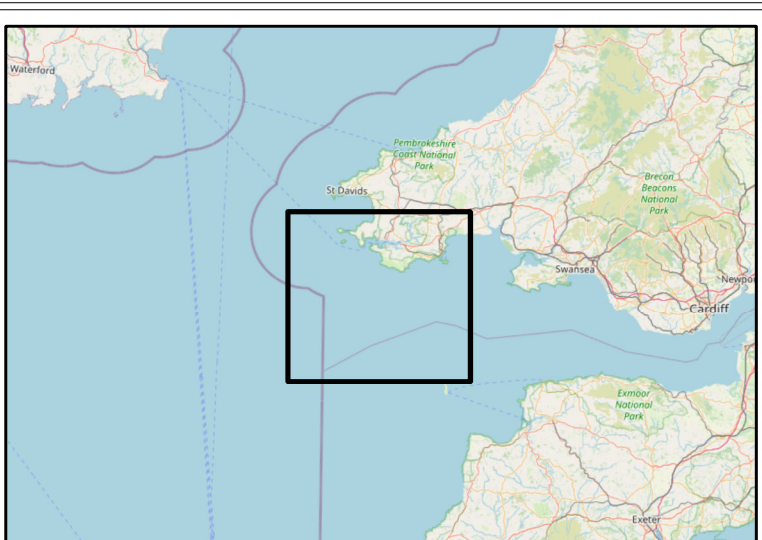 Waterford
Pembrokeshire
Coast National
Park
St Davids
Brecon
Beacons
National
Park
Swansea
Newpo
Cardiff
Exmoor
National
Park
Exeter